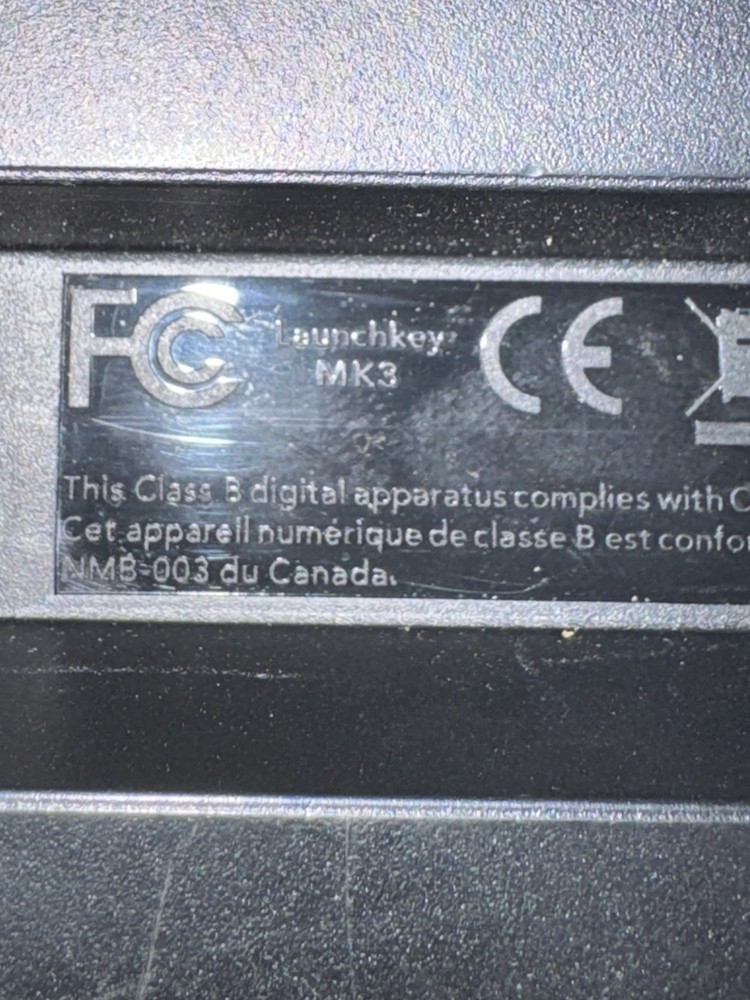 FC Launchkey CE
MK3
This Class B digital apparatus complies with C
Cet appareil numérique de classe B est confo
NMB-003 du Canada.